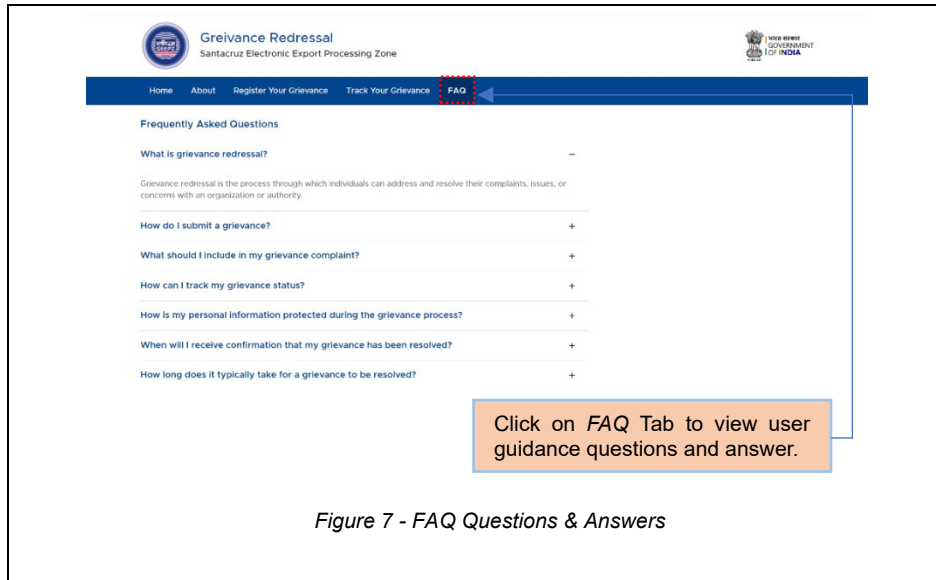 Greivance Redressal
Santacruz Electronic Export Processing Zone
SEEPZ
भारत सरकार
GOVERNMENT
OF INDIA
Home About Register Your Grievance Track Your Grievance FAQ
Frequently Asked Questions
What is grievance redressal? −
Grievance redressal is the process through which individuals can address and resolve their complaints, issues, or
concerns with an organization or authority.
How do I submit a grievance? +
What should I include in my grievance complaint? +
How can I track my grievance status? +
How is my personal information protected during the grievance process? +
When will I receive confirmation that my grievance has been resolved? +
How long does it typically take for a grievance to be resolved? +
Click on FAQ Tab to view user
guidance questions and answer.
Figure 7 - FAQ Questions & Answers